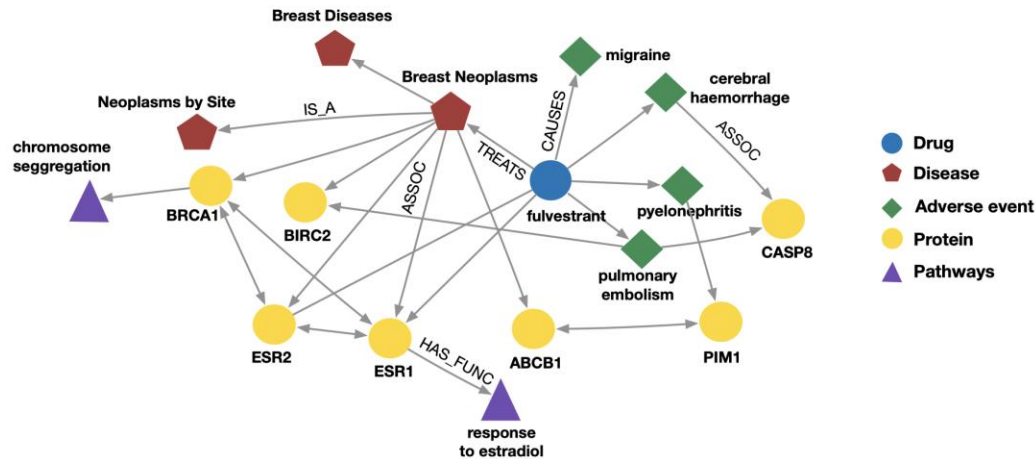 Breast Diseases
migraine
Breast Neoplasms
cerebral
haemorrhage
Neoplasms by Site
IS_A
CAUSES
ASSOC
chromosome
seggregation
TREATS
Drug
Disease
Adverse event
Protein
Pathways
ASSOC
BRCA1
BIRC2
fulvestrant
pyelonephritis
CASP8
pulmonary
embolism
ESR2
ESR1
HAS_FUNC
ABCB1
PIM1
response
to estradiol